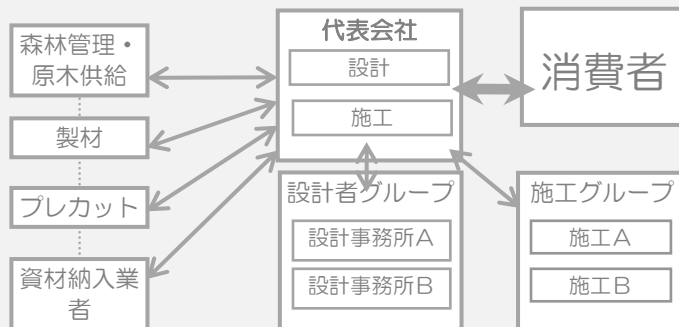 森林管理・
原木供給
製材
プレカット
資材納入業
者
代表会社
設計
施工
消費者
設計者グループ
設計事務所A
設計事務所B
施工グループ
施工A
施工B